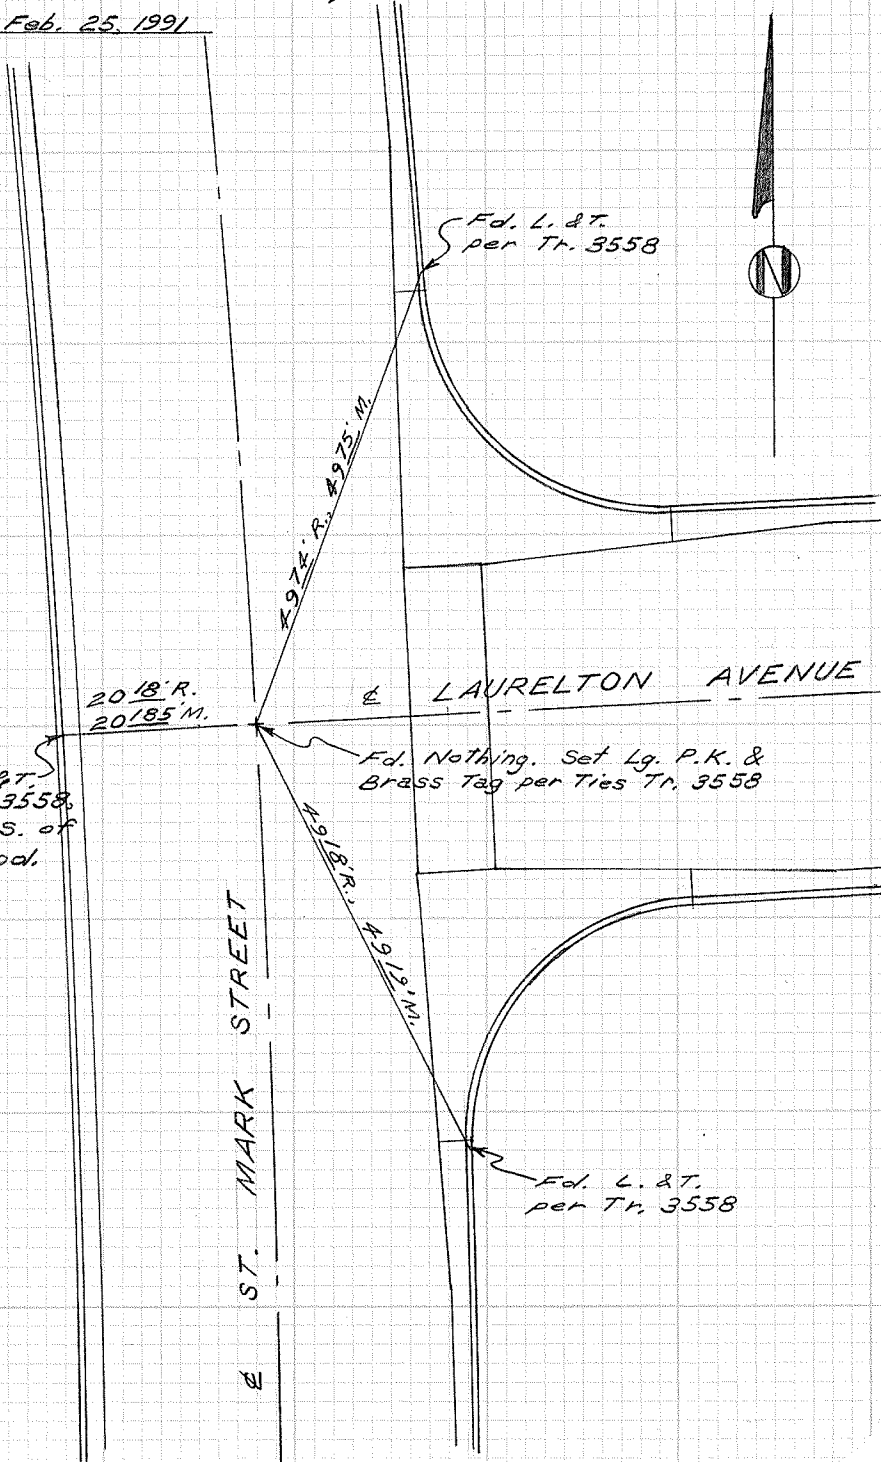 Feb. 25, 1991
Fd. L. & T.
per Tr. 3558
N
49 74' R., 49 75' M.
20 18' R.
20 185' M.
℄ LAURELTON AVENUE
Fd. Nothing. Set Lg. P.K. &
Brass Tag per Ties Tr. 3558
&T.
3558,
S. of
od.
49 18' R., 49 19' M.
℄ ST. MARK STREET
Fd. L. & T.
per Tr. 3558